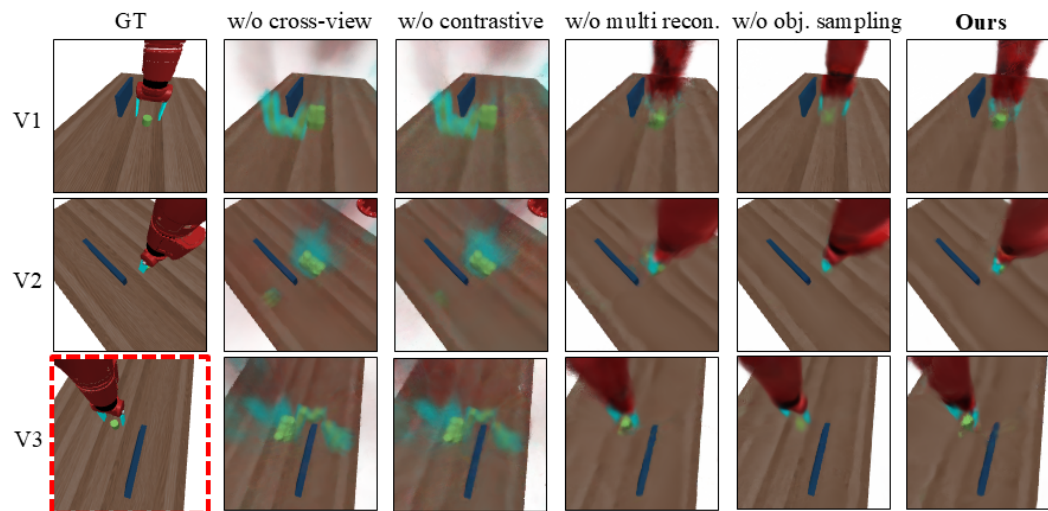 GT w/o cross-view w/o contrastive w/o multi recon. w/o obj. sampling Ours
V1
V2
V3